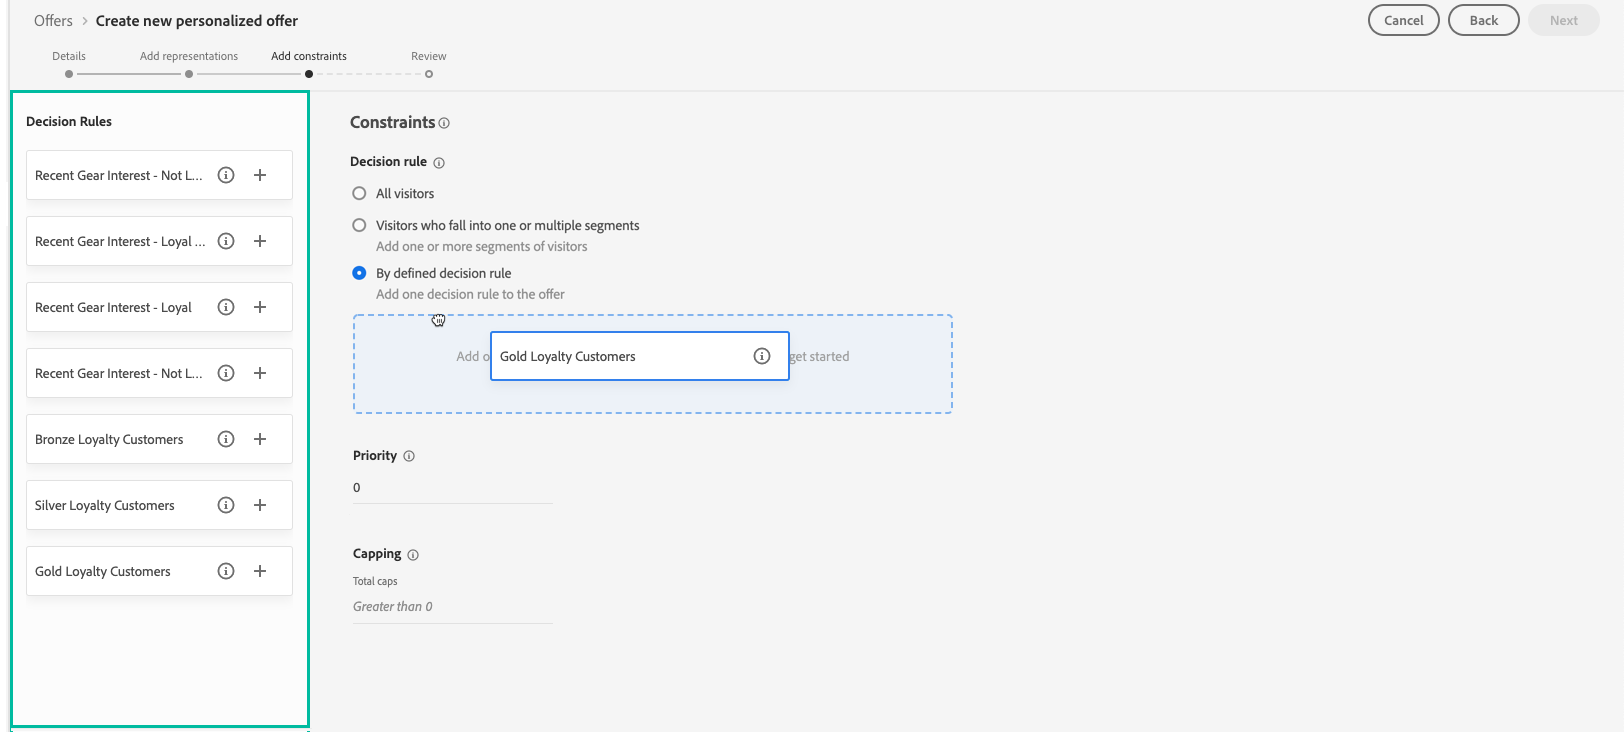 Offers > Create new personalized offer
Cancel
Back
Next
Details
Add representations
Add constraints
Review
Decision Rules
Recent Gear Interest - Not L...
Recent Gear Interest - Loyal ...
Recent Gear Interest - Loyal
Recent Gear Interest - Not L...
Bronze Loyalty Customers
Silver Loyalty Customers
Gold Loyalty Customers
Constraints
Decision rule
All visitors
Visitors who fall into one or multiple segments
Add one or more segments of visitors
By defined decision rule
Add one decision rule to the offer
Add o
Gold Loyalty Customers
get started
Priority
0
Capping
Total caps
Greater than 0